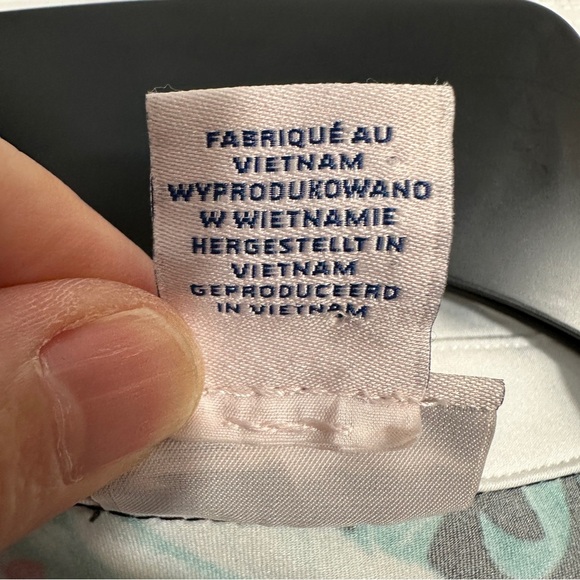 FABRIQUÉ AU
VIETNAM
WYPRODUKOWANO
W WIETNAMIE
HERGESTELLT IN
VIETNAM
GEPRODUCEERD
IN VIETNAM